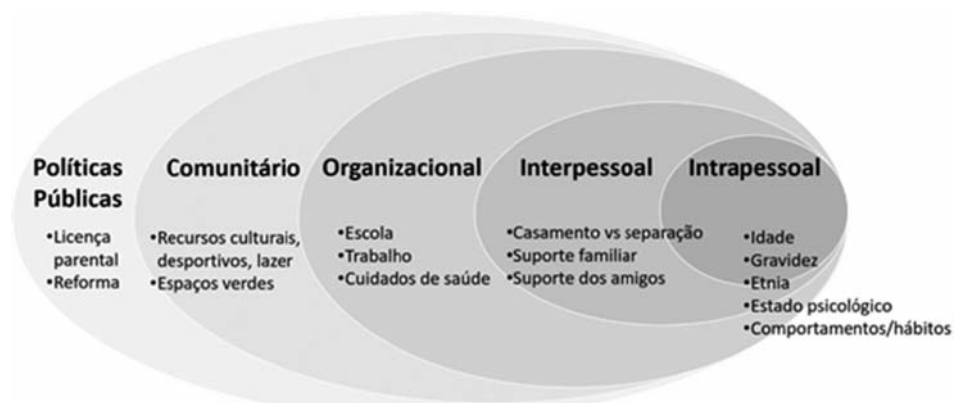 Políticas
Públicas
•Licença
parental
•Reforma
Comunitário
•Recursos culturais,
desportivos, lazer
•Espaços verdes
Organizacional
•Escola
•Trabalho
•Cuidados de saúde
Interpessoal
•Casamento vs separação
•Suporte familiar
•Suporte dos amigos
Intrapessoal
•Idade
•Gravidez
•Etnia
•Estado psicológico
•Comportamentos/hábitos